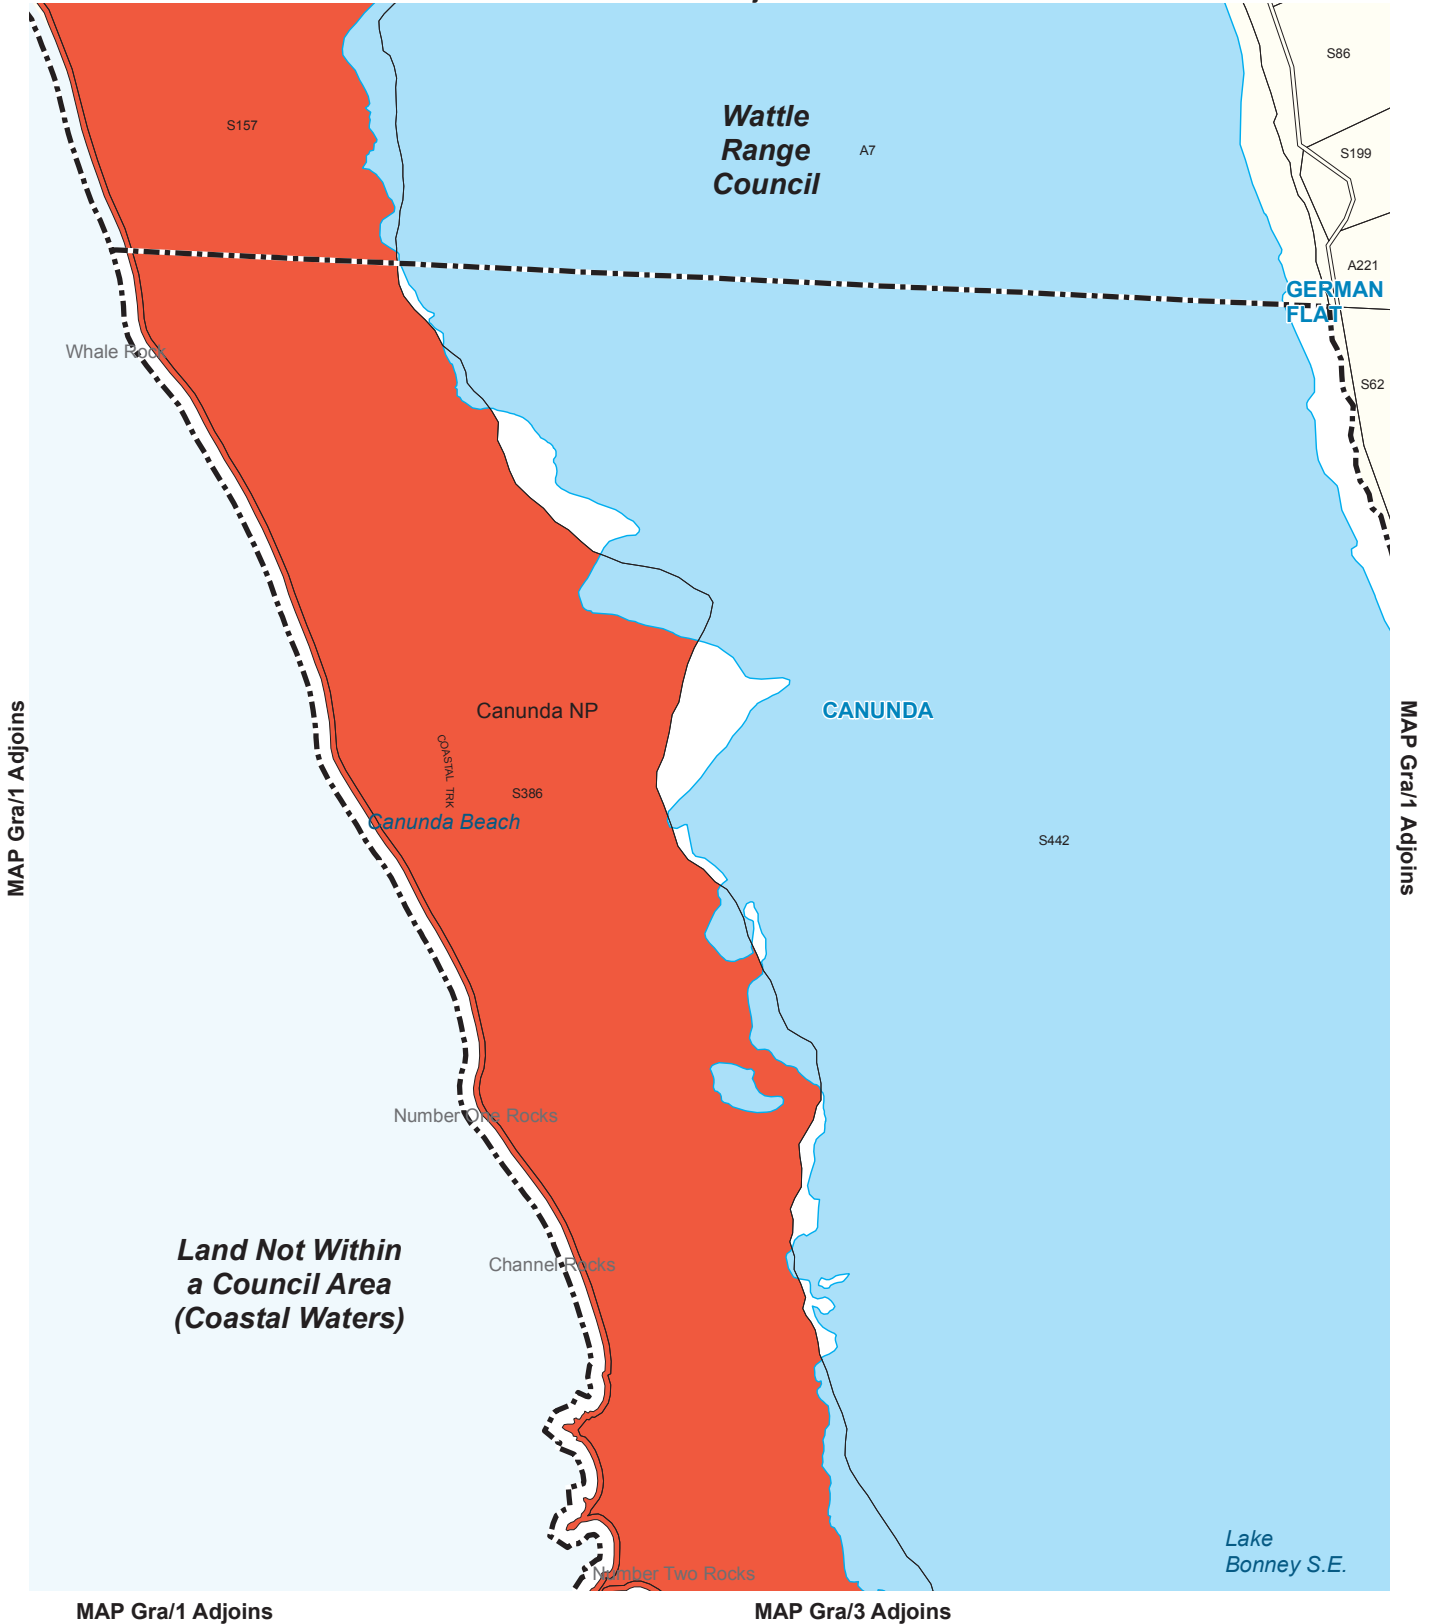 S86
Wattle
Range
Council
A7
S157
S199
A221
GERMAN
FLAT
Whale Rock
S62
MAP Gra/1 Adjoins
Canunda NP
CANUNDA
MAP Gra/1 Adjoins
COASTAL TRK
S386
Canunda Beach
S442
Number One Rocks
Land Not Within
a Council Area
(Coastal Waters)
Channel Rocks
Lake
Bonney S.E.
Number Two Rocks
MAP Gra/1 Adjoins
MAP Gra/3 Adjoins